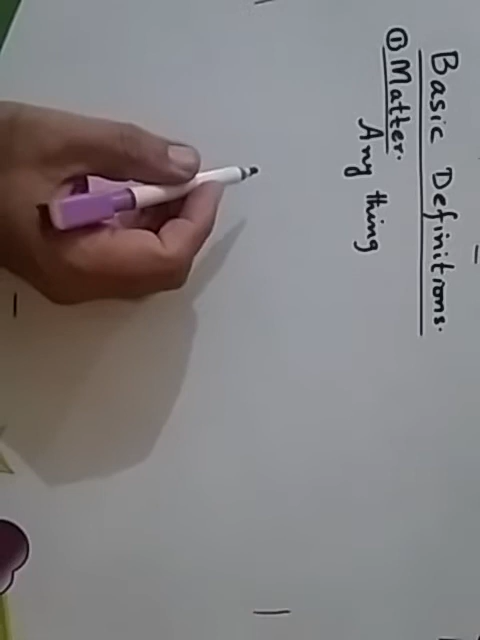 Basic Definitions.
① Matter.
Any thing